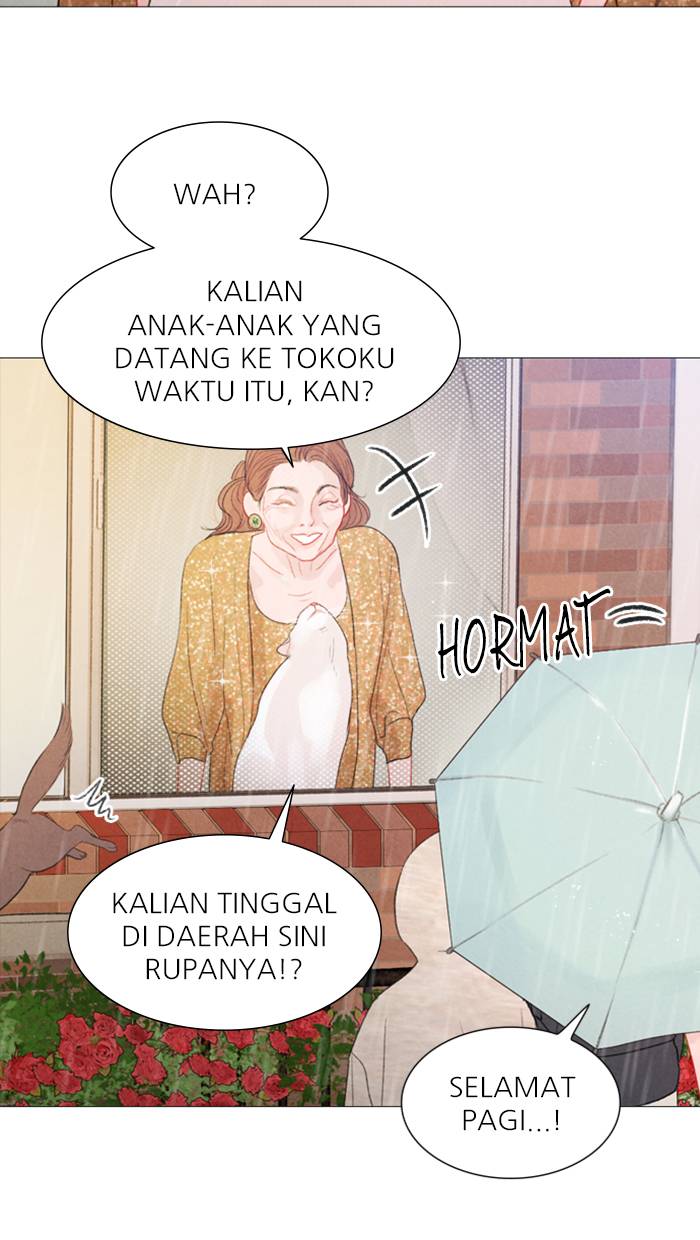 WAH?
KALIAN
ANAK-ANAK YANG
DATANG KE TOKOKU
WAKTU ITU, KAN?
HORMAT
KALIAN TINGGAL
DI DAERAH SINI
RUPANYA!?
SELAMAT
PAGI...!